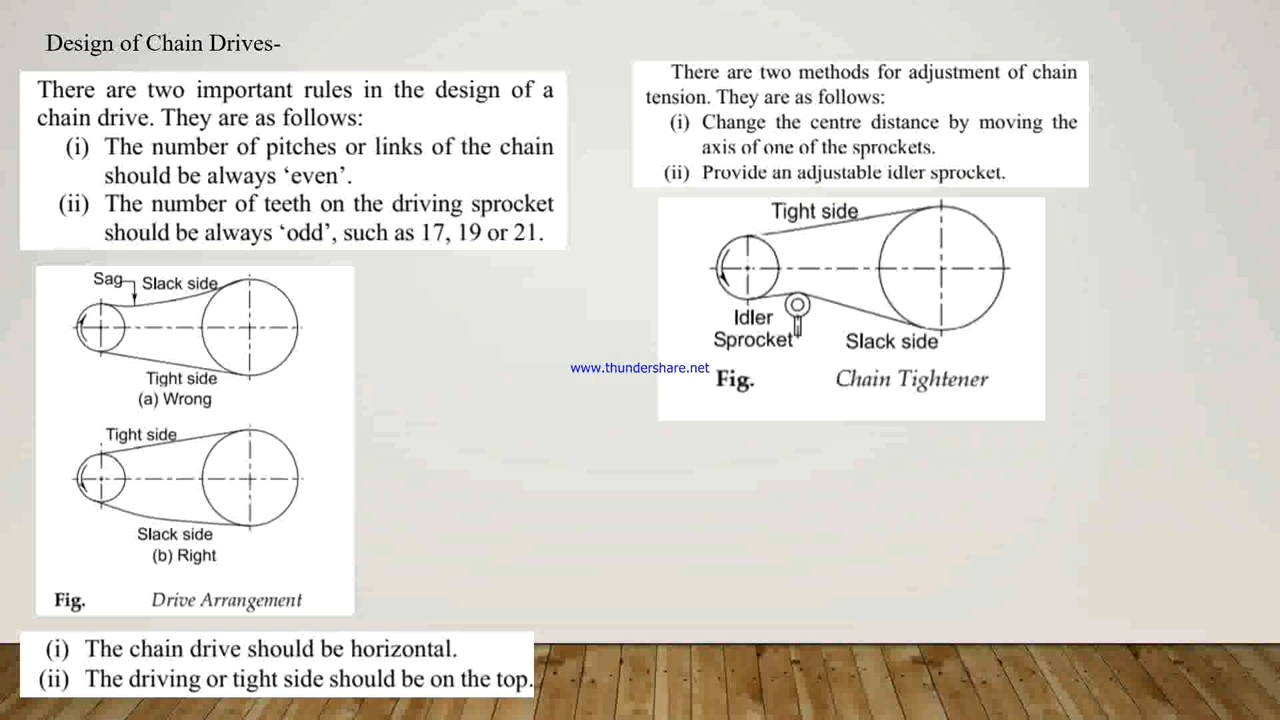 Design of Chain Drives-
There are two important rules in the design of a
chain drive. They are as follows:
(i) The number of pitches or links of the chain
should be always ‘even’.
(ii) The number of teeth on the driving sprocket
should be always ‘odd’, such as 17, 19 or 21.
Sag
Slack side
Tight side
(a) Wrong
Tight side
Slack side
(b) Right
Fig. Drive Arrangement
(i) The chain drive should be horizontal.
(ii) The driving or tight side should be on the top.
There are two methods for adjustment of chain
tension. They are as follows:
(i) Change the centre distance by moving the
axis of one of the sprockets.
(ii) Provide an adjustable idler sprocket.
Tight side
Idler
Sprocket
Slack side
Fig. Chain Tightener
www.thundershare.net